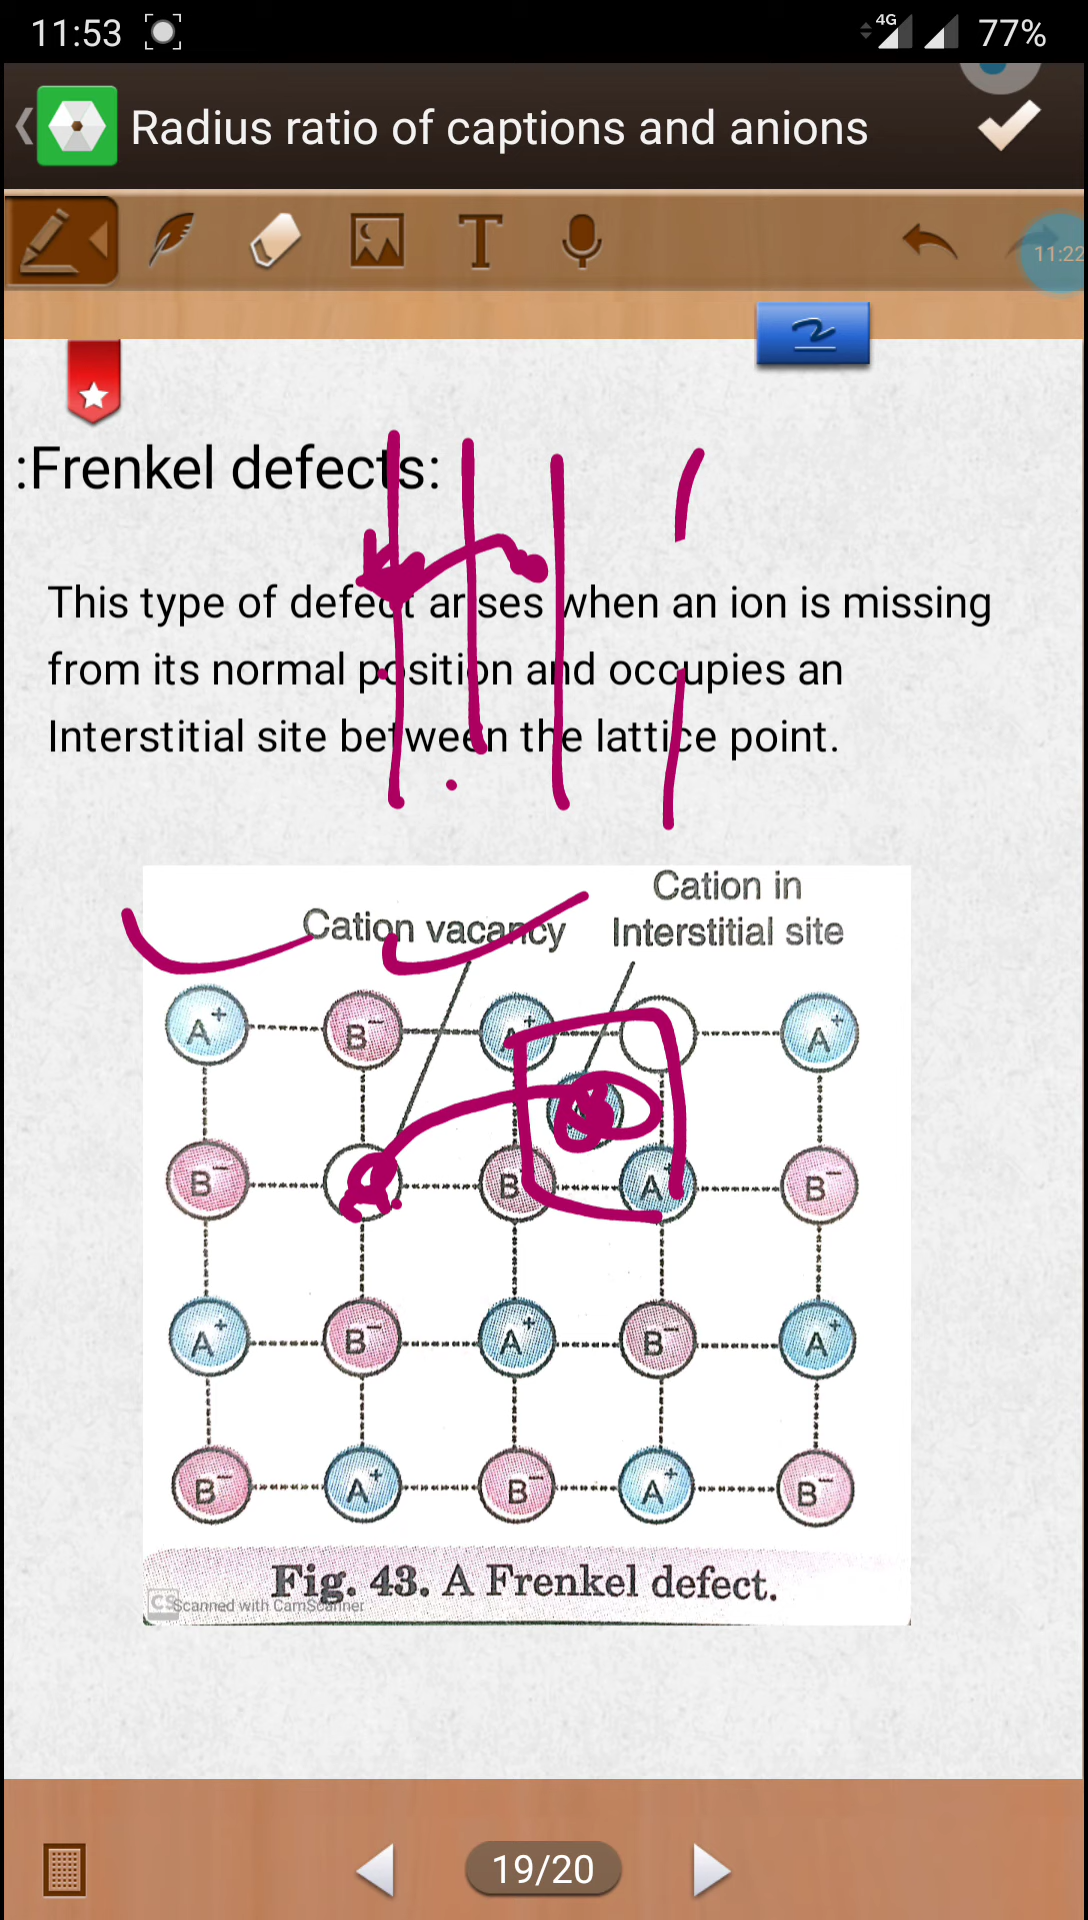 11:53
4G
77%
Radius ratio of captions and anions
T
11:22
2
:Frenkel defects:
This type of defect arises when an ion is missing
from its normal position and occupies an
Interstitial site between the lattice point.
Cation in
Cation vacancy Interstitial site
A+ B- A+ A+
B- B- A+ B-
A+ B- A+ B- A+
B- A+ B- A+ B-
Fig. 43. A Frenkel defect.
CS Scanned with CamScanner
19/20